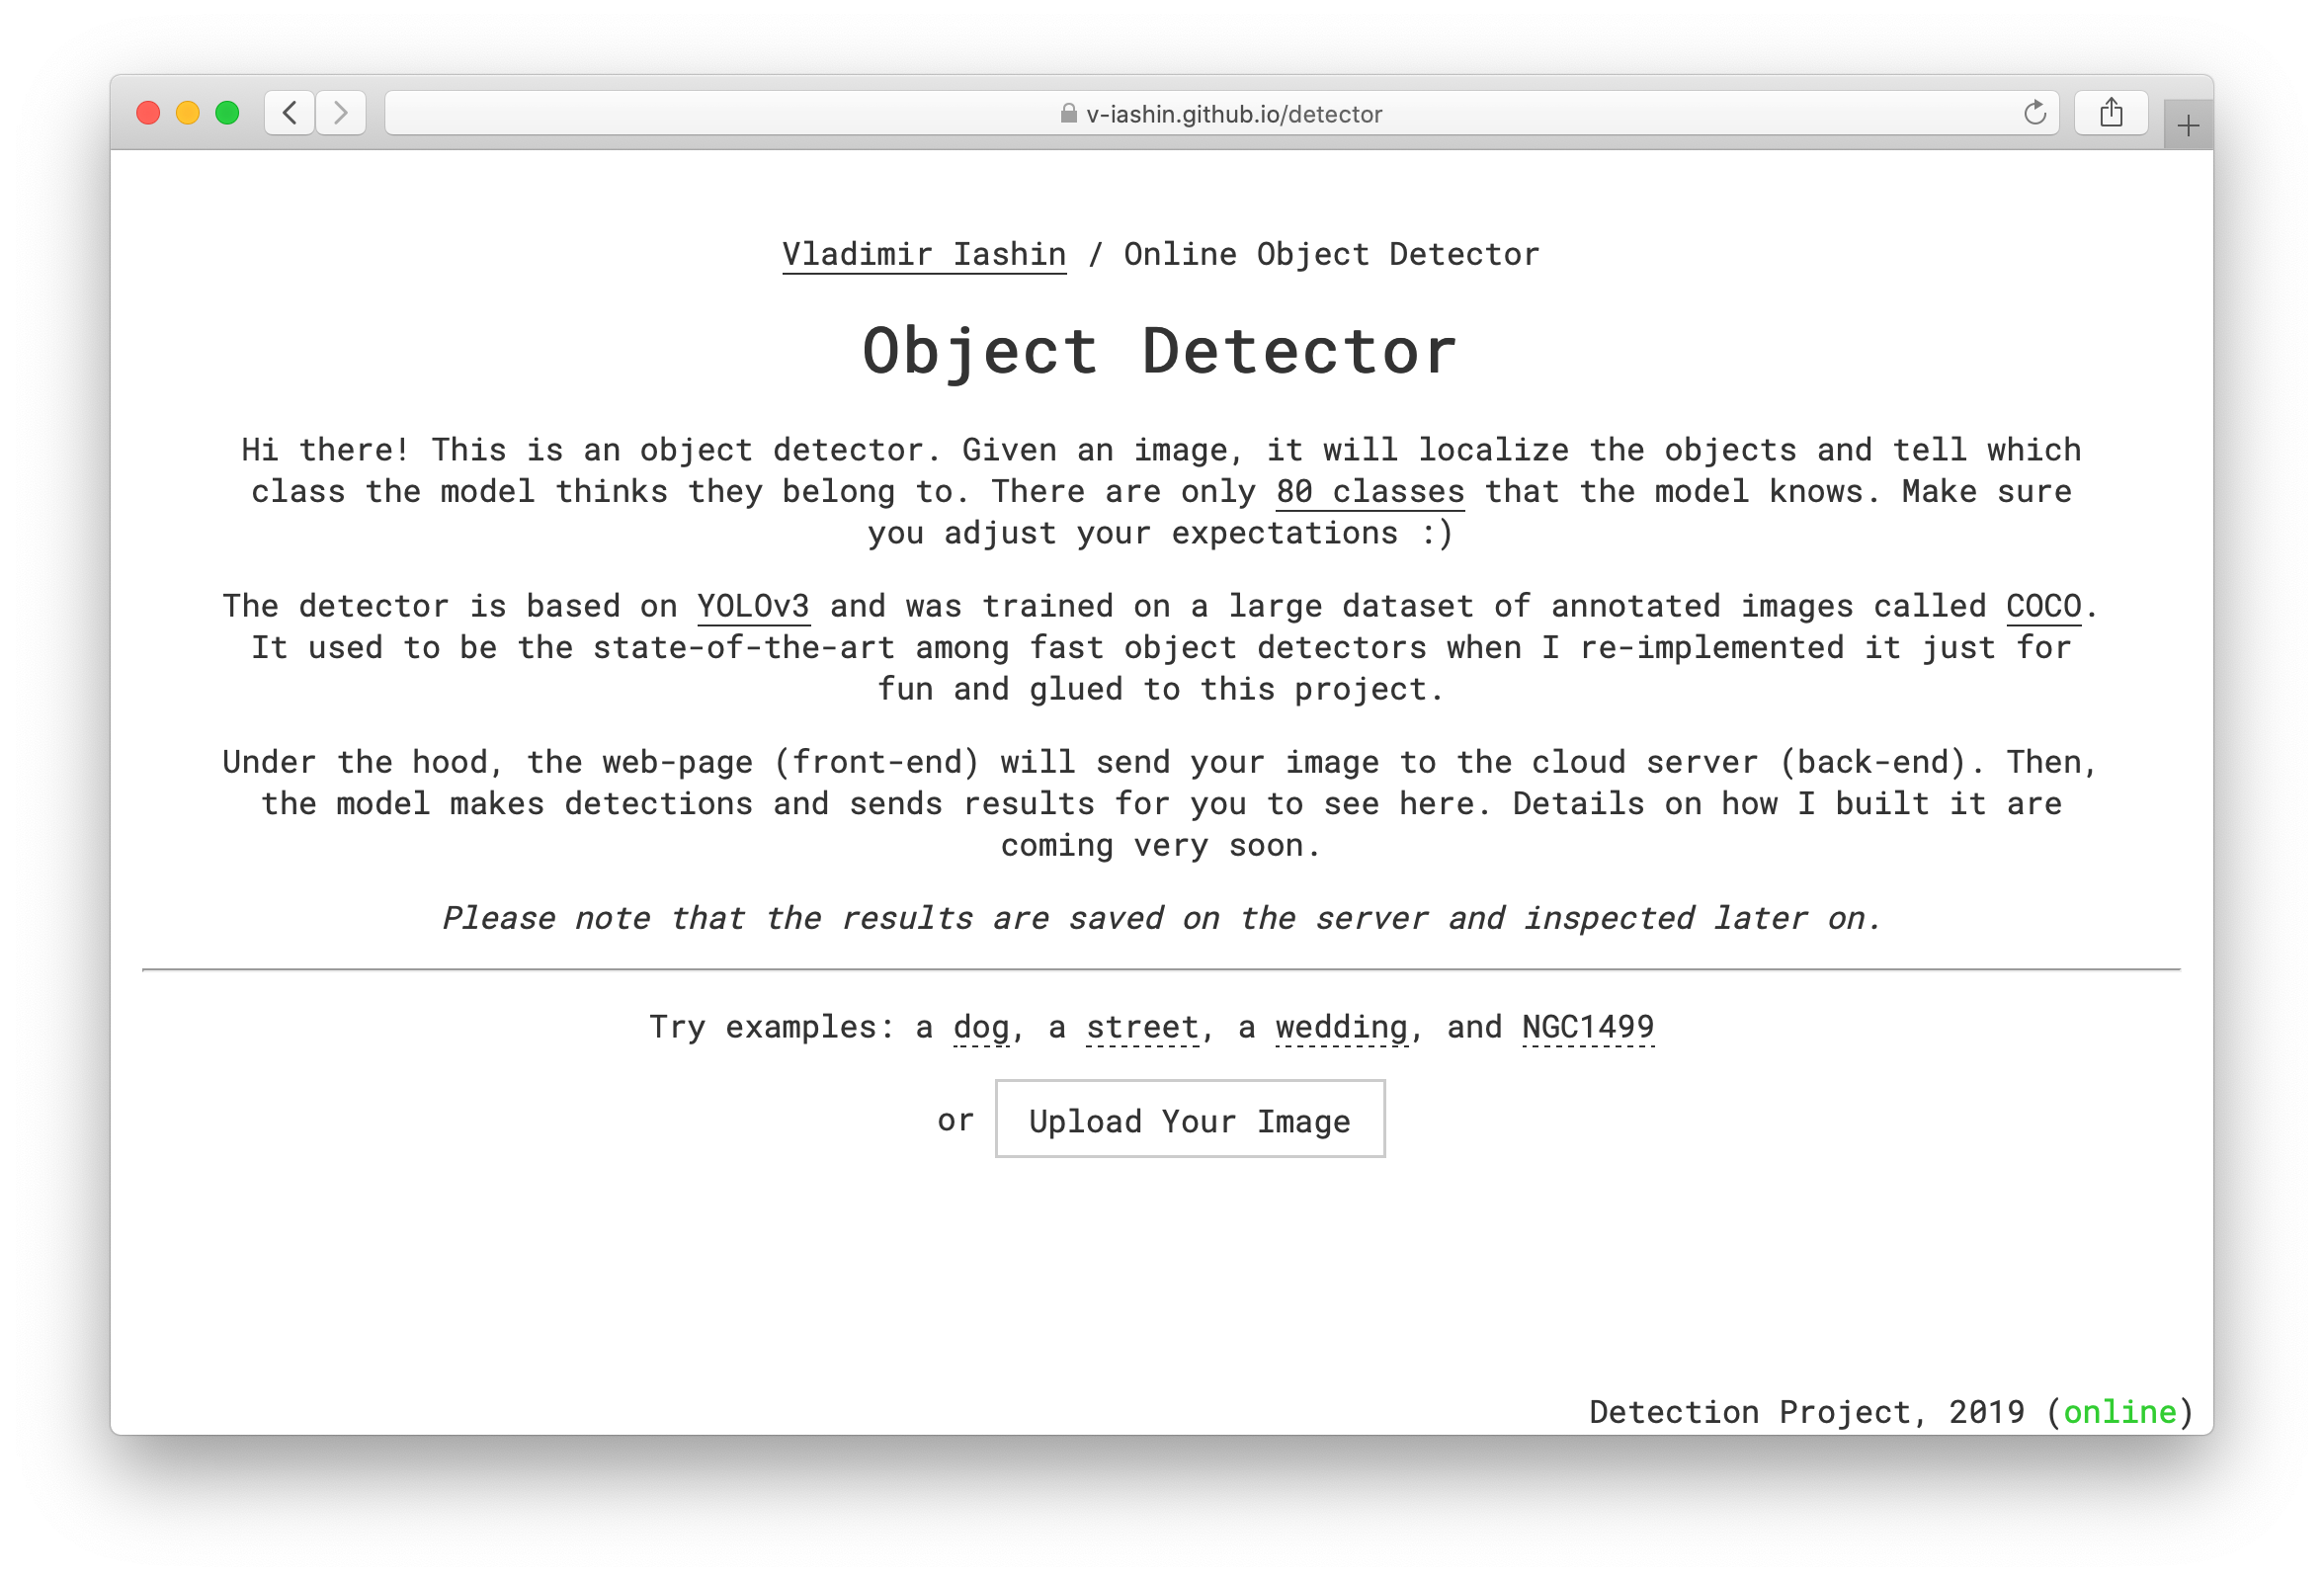 v-iashin.github.io/detector
Vladimir Iashin / Online Object Detector
Object Detector
Hi there! This is an object detector. Given an image, it will localize the objects and tell which
class the model thinks they belong to. There are only 80 classes that the model knows. Make sure
you adjust your expectations :)
The detector is based on YOLOv3 and was trained on a large dataset of annotated images called COCO.
It used to be the state-of-the-art among fast object detectors when I re-implemented it just for
fun and glued to this project.
Under the hood, the web-page (front-end) will send your image to the cloud server (back-end). Then,
the model makes detections and sends results for you to see here. Details on how I built it are
coming very soon.
Please note that the results are saved on the server and inspected later on.
Try examples: a dog, a street, a wedding, and NGC1499
or Upload Your Image
Detection Project, 2019 (online)